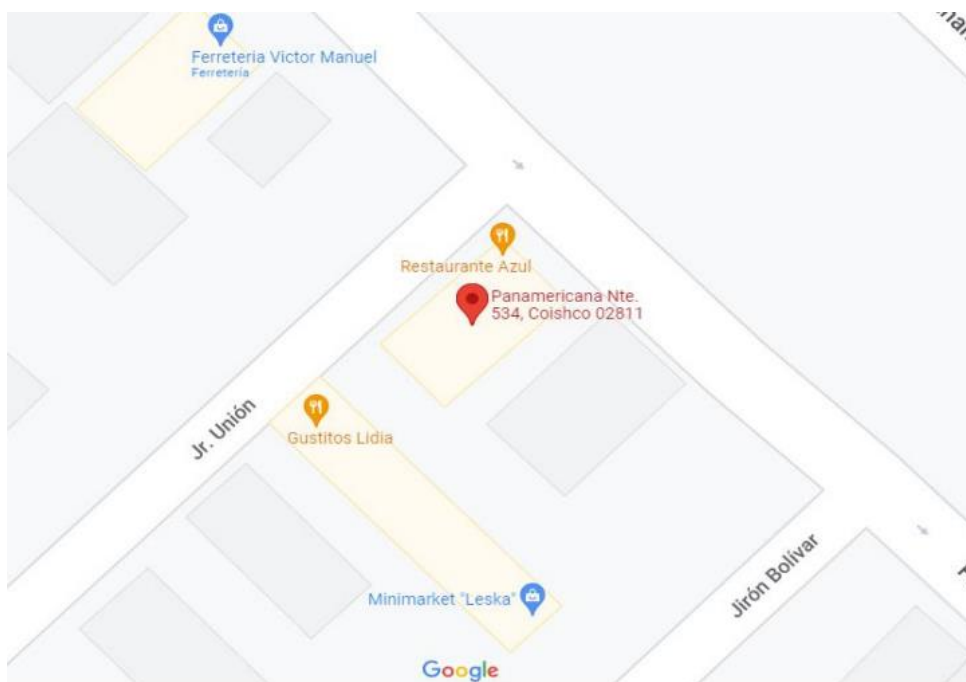 Ferreteria Victor Manuel
Ferretería
Restaurante Azul
Panamericana Nte.
534, Coishco 02811
Jr. Unión
Gustitos Lidia
Minimarket "Leska"
Jirón Bolívar
Google